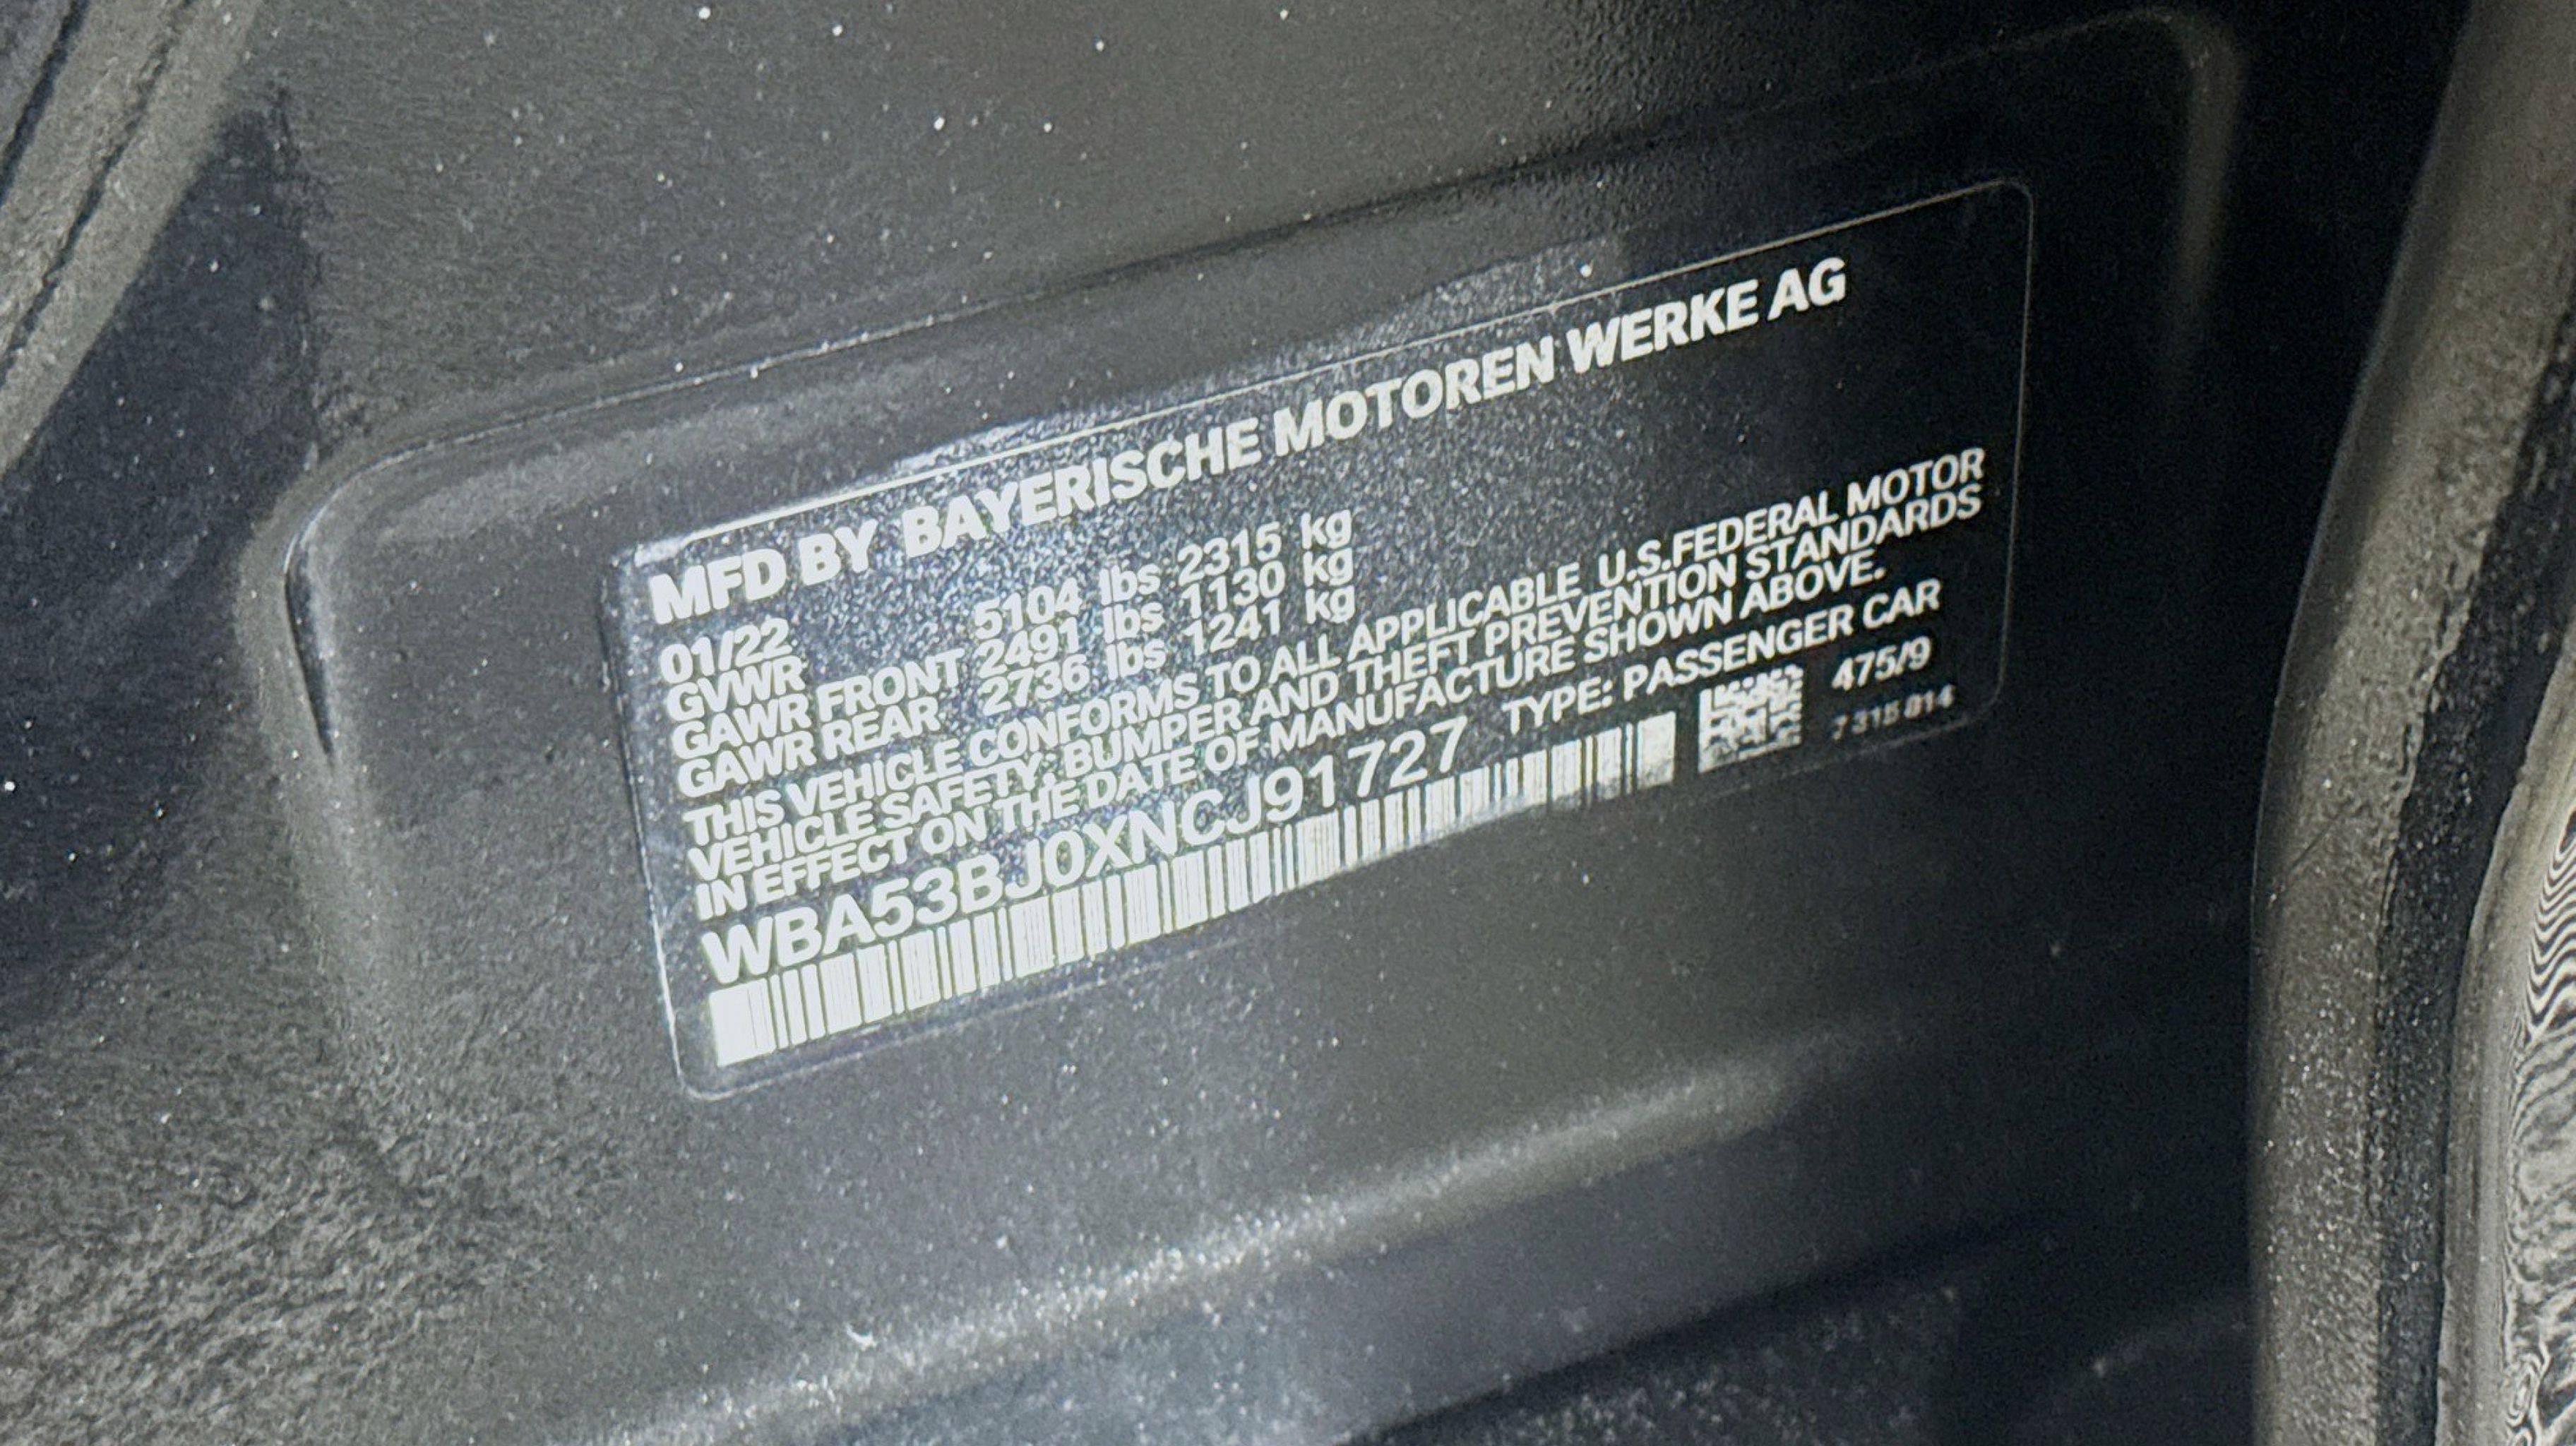 MFD BY BAYERISCHE MOTOREN WERKE AG
01/22
GVWR 5104 lbs 2315 kg
GAWR FRONT 2491 lbs 1130 kg
GAWR REAR 2736 lbs 1241 kg
THIS VEHICLE CONFORMS TO ALL APPLICABLE U.S.FEDERAL MOTOR
VEHICLE SAFETY, BUMPER AND THEFT PREVENTION STANDARDS
IN EFFECT ON THE DATE OF MANUFACTURE SHOWN ABOVE.
WBA53BJ0XNCJ91727 TYPE: PASSENGER CAR
475/9
7 315 014